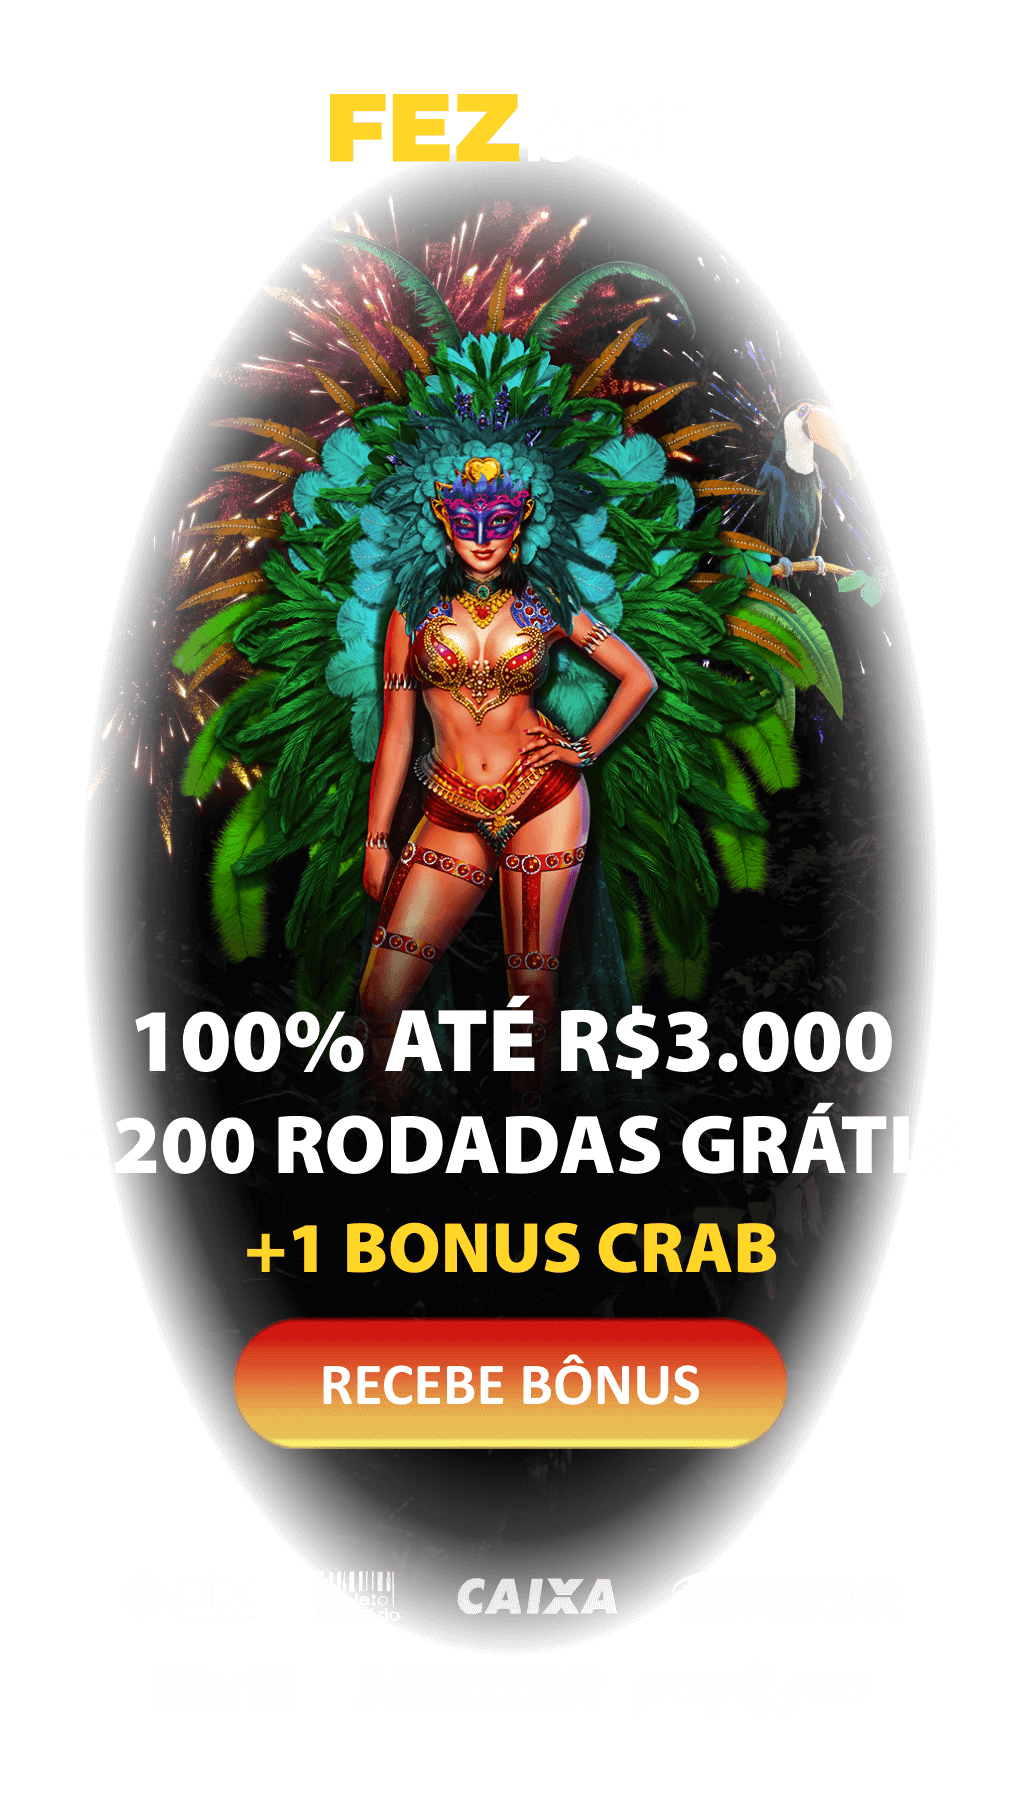 FEZ
100% ATÉ R$3.000
200 RODADAS GRÁTI
+1 BONUS CRAB
RECEBE BÔNUS
CAIXA